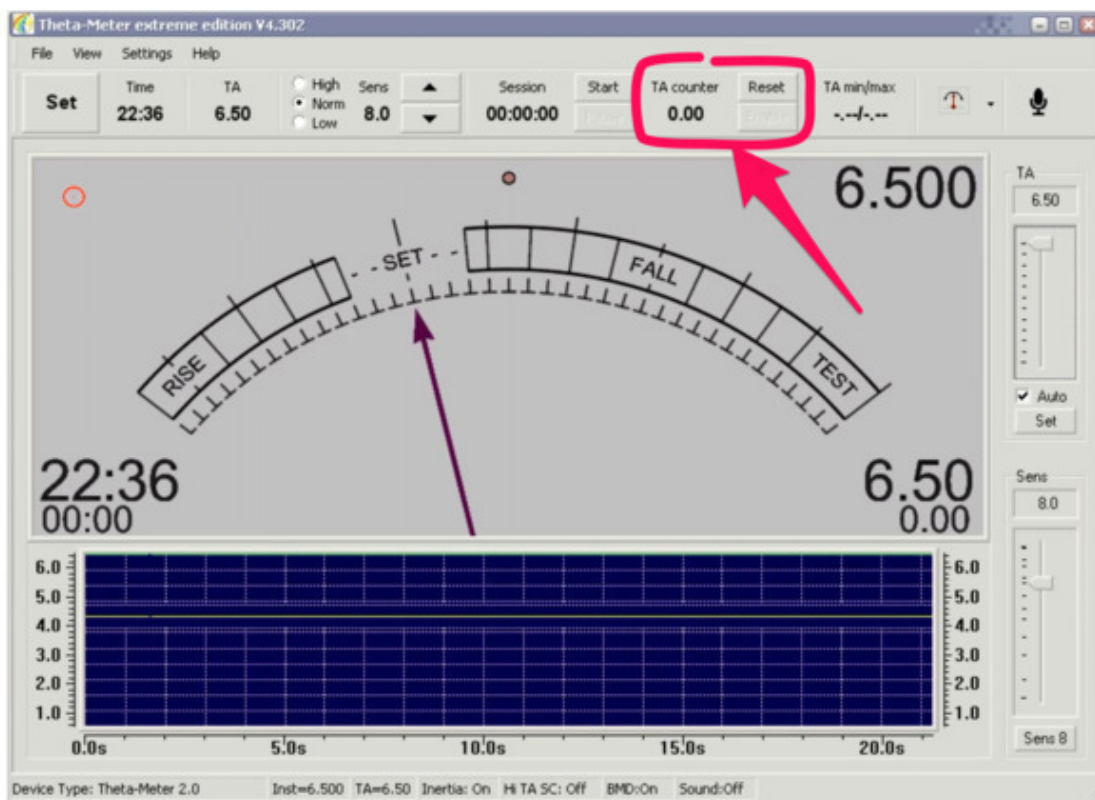 Theta-Meter extreme edition V4.302
File View Settings Help
Set
Time
22:36
TA
6.50
High
Norm
Low
Sens
8.0
Session
00:00:00
Start
TA counter
0.00
Reset
TA min/max
-.--/-.--
6.500
RISE
SET
FALL
TEST
22:36
00:00
6.50
0.00
TA
6.50
Auto
Set
Sens
8.0
Sens 8
6.0 6.0
5.0 5.0
4.0 4.0
3.0 3.0
2.0 2.0
1.0 1.0
0.0s 5.0s 10.0s 15.0s 20.0s
Device Type: Theta-Meter 2.0 Inst=6.500 TA=6.50 Inertia: On Hi TA SC: Off BMD:On Sound:Off